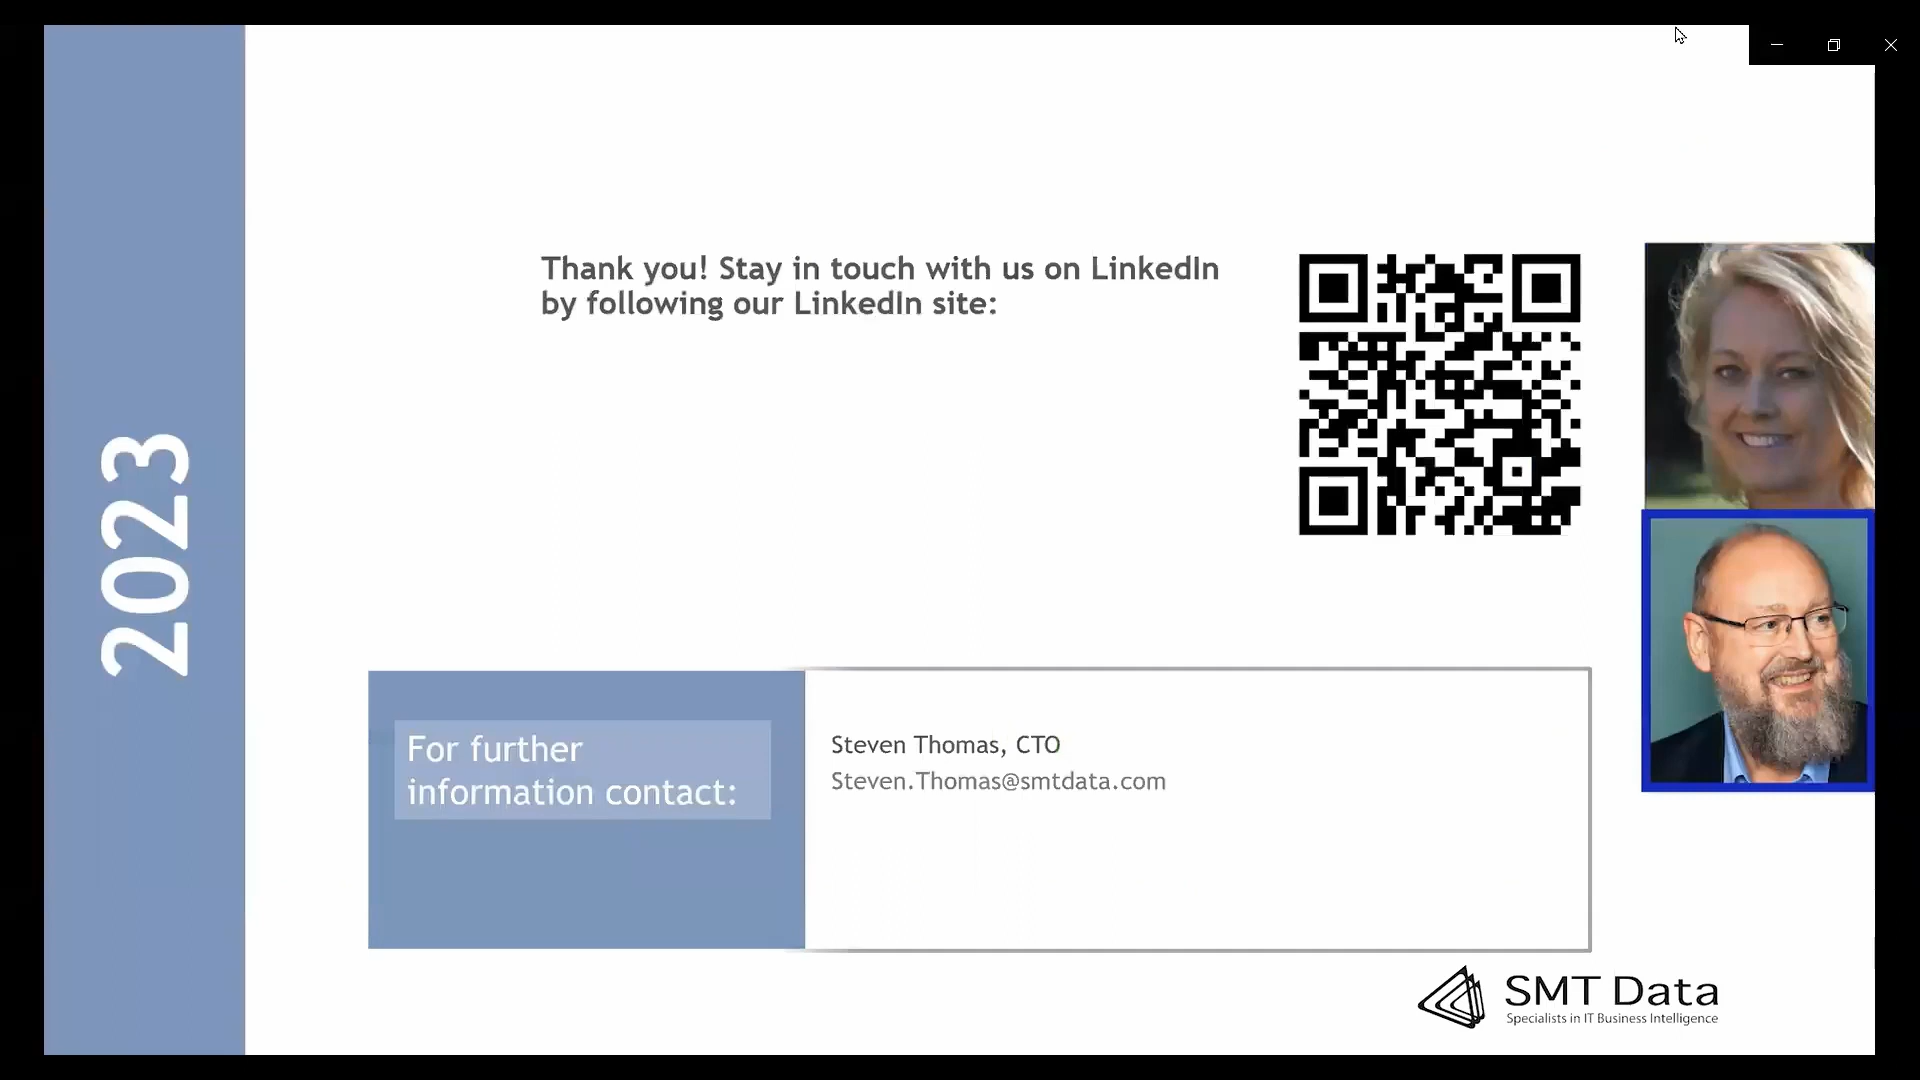 2023
Thank you! Stay in touch with us on LinkedIn
by following our LinkedIn site:
For further
information contact:
Steven Thomas, CTO
Steven.Thomas@smtdata.com
SMT Data
Specialists in IT Business Intelligence